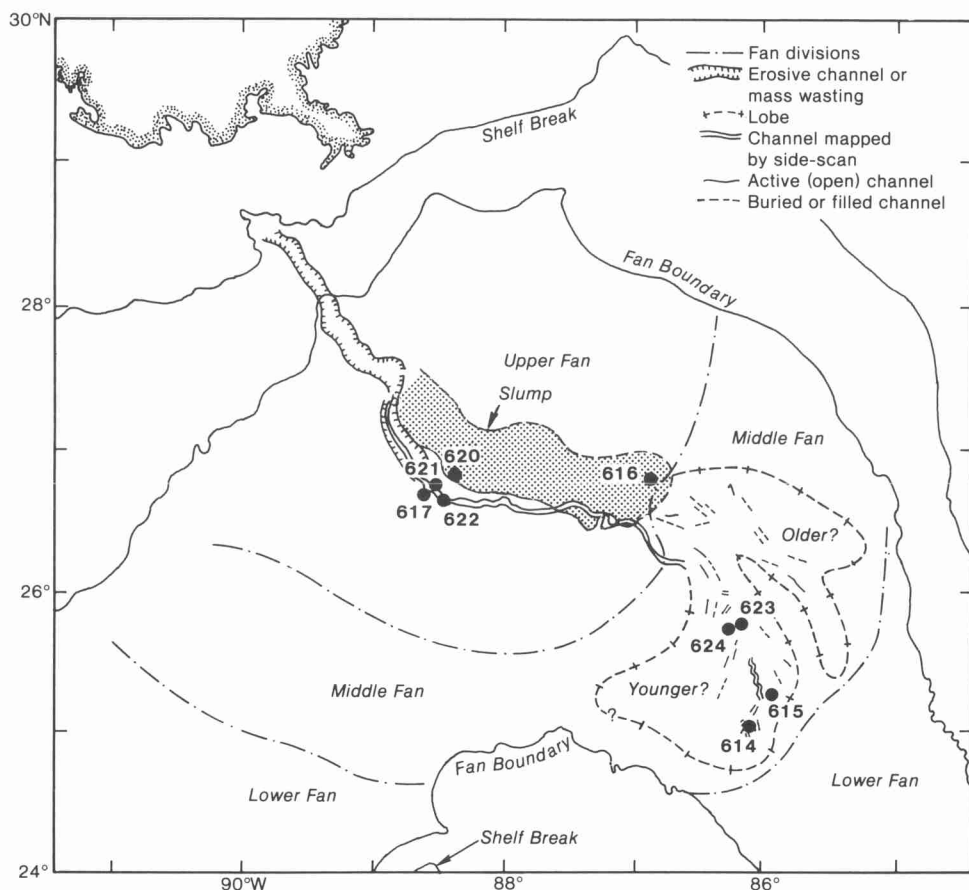 30°N
Fan divisions
Erosive channel or
mass wasting
Lobe
Channel mapped
by side-scan
Active (open) channel
Buried or filled channel
Shelf Break
28°
Fan Boundary
Upper Fan
Slump
Middle Fan
620
621
616
617
622
Older?
26°
623
624
Younger?
Middle Fan
?
615
614
Fan Boundary
Lower Fan
Lower Fan
Shelf Break
24°
90°W
88°
86°